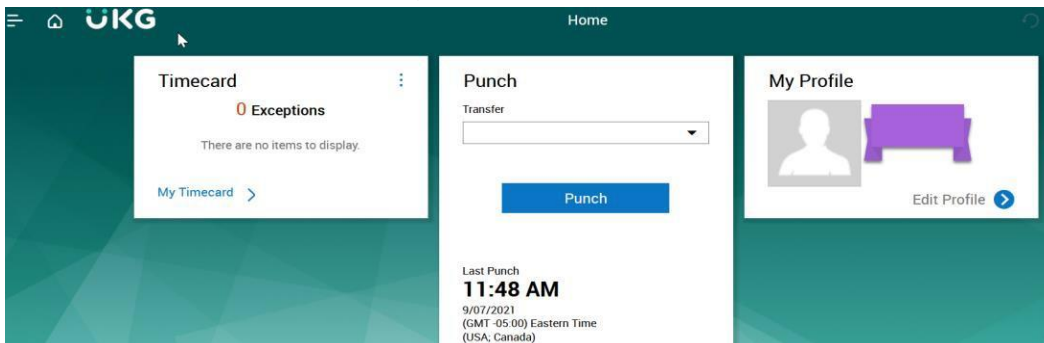 UKG
Home
Timecard
0 Exceptions
There are no items to display.
My Timecard
Punch
Transfer
Punch
Last Punch
11:48 AM
9/07/2021
(GMT -05:00) Eastern Time
(USA; Canada)
My Profile
Edit Profile